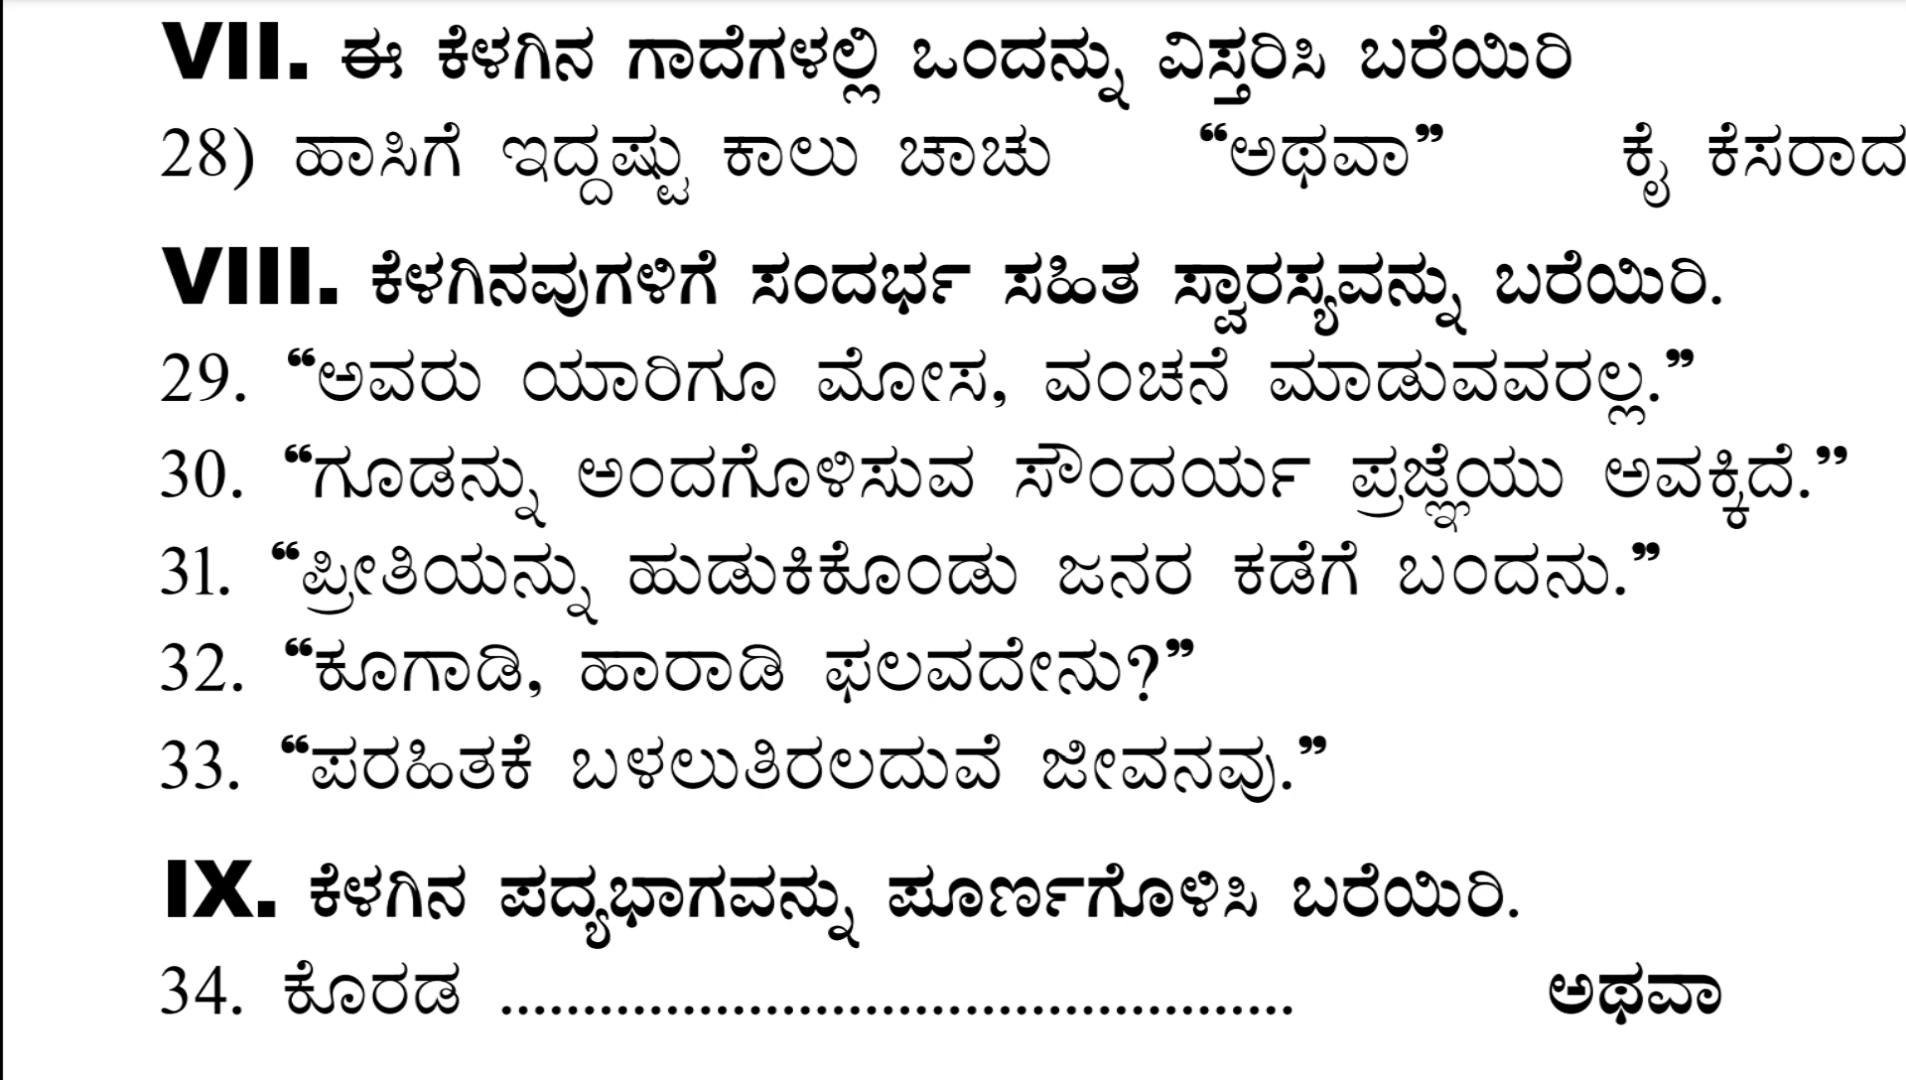 VII. ಈ ಕೆಳಗಿನ ಗಾದೆಗಳಲ್ಲಿ ಒಂದನ್ನು ವಿಸ್ತರಿಸಿ ಬರೆಯಿರಿ
28) ಹಾಸಿಗೆ ಇದ್ದಷ್ಟು ಕಾಲು ಚಾಚು “ಅಥವಾ” ಕೈ ಕೆಸರಾದ
VIII. ಕೆಳಗಿನವುಗಳಿಗೆ ಸಂದರ್ಭ ಸಹಿತ ಸ್ವಾರಸ್ಯವನ್ನು ಬರೆಯಿರಿ.
29. “ಅವರು ಯಾರಿಗೂ ಮೋಸ, ವಂಚನೆ ಮಾಡುವವರಲ್ಲ.”
30. “ಗೂಡನ್ನು ಅಂದಗೊಳಿಸುವ ಸೌಂದರ್ಯ ಪ್ರಜ್ಞೆಯು ಅವಕ್ಕಿದೆ.”
31. “ಪ್ರೀತಿಯನ್ನು ಹುಡುಕಿಕೊಂಡು ಜನರ ಕಡೆಗೆ ಬಂದನು.”
32. “ಕೂಗಾಡಿ, ಹಾರಾಡಿ ಫಲವದೇನು?”
33. “ಪರಹಿತಕೆ ಬಳಲುತಿರಲದುವೆ ಜೀವನವು.”
IX. ಕೆಳಗಿನ ಪದ್ಯಭಾಗವನ್ನು ಪೂರ್ಣಗೊಳಿಸಿ ಬರೆಯಿರಿ.
34. ಕೊರಡ ................................................ ಅಥವಾ